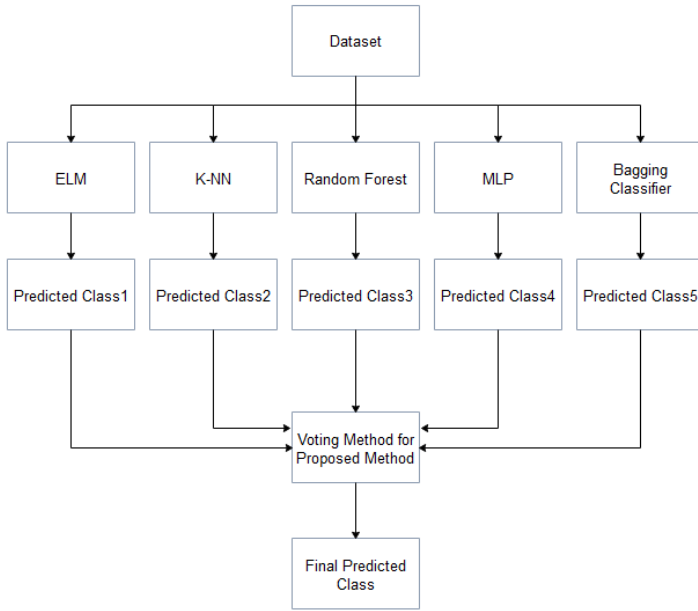 Dataset
ELM
K-NN
Random Forest
MLP
Bagging
Classifier
Predicted Class1
Predicted Class2
Predicted Class3
Predicted Class4
Predicted Class5
Voting Method for
Proposed Method
Final Predicted
Class